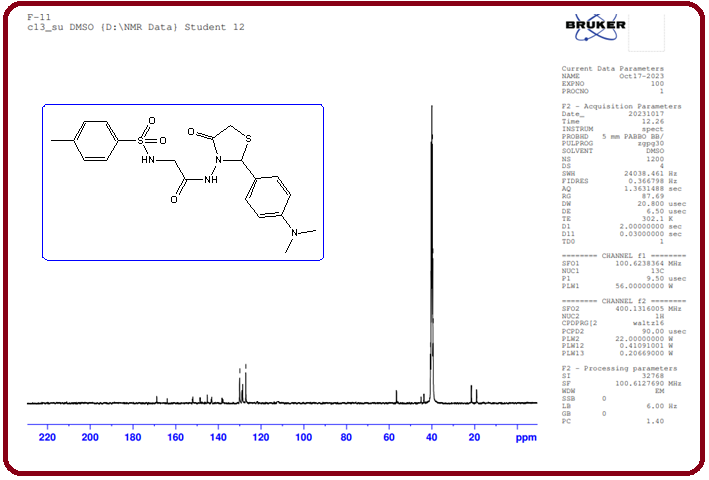 F-11
c13_su DMSO {D:\NMR Data} Student 12
BRUKER
Current Data Parameters
NAME Oct17-2023
EXPNO 100
PROCNO 1
F2 - Acquisition Parameters
Date_ 20231017
Time 12.26
INSTRUM spect
PROBHD 5 mm PABBO BB/
PULPROG zgpg30
SOLVENT DMSO
NS 1200
DS 4
SWH 24038.461 Hz
FIDRES 0.366798 Hz
AQ 1.3631488 sec
RG 87.69
DW 20.800 usec
DE 6.50 usec
TE 302.1 K
D1 2.00000000 sec
D11 0.03000000 sec
TD0 1
======== CHANNEL f1 ========
SFO1 100.6238364 MHz
NUC1 13C
P1 9.50 usec
PLW1 56.00000000 W
======== CHANNEL f2 ========
SFO2 400.1316005 MHz
NUC2 1H
CPDPRG[2 waltz16
PCPD2 90.00 usec
PLW2 22.00000000 W
PLW12 0.41091001 W
PLW13 0.20669000 W
F2 - Processing parameters
SI 32768
SF 100.6127690 MHz
WDW EM
SSB 0
LB 6.00 Hz
GB 0
PC 1.40
O
O
S
O
S
HN
N
NH
O
N
220 200 180 160 140 120 100 80 60 40 20 ppm